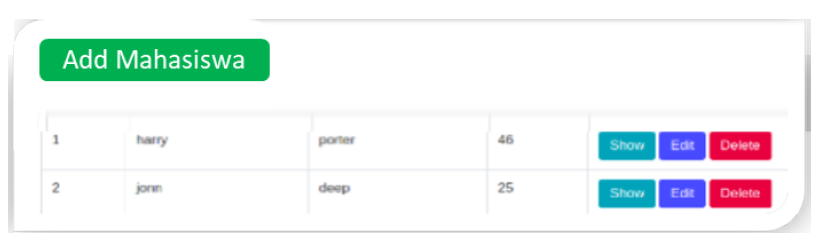 Add Mahasiswa
1 harry porter 46 Show Edit Delete
2 jonn deep 25 Show Edit Delete